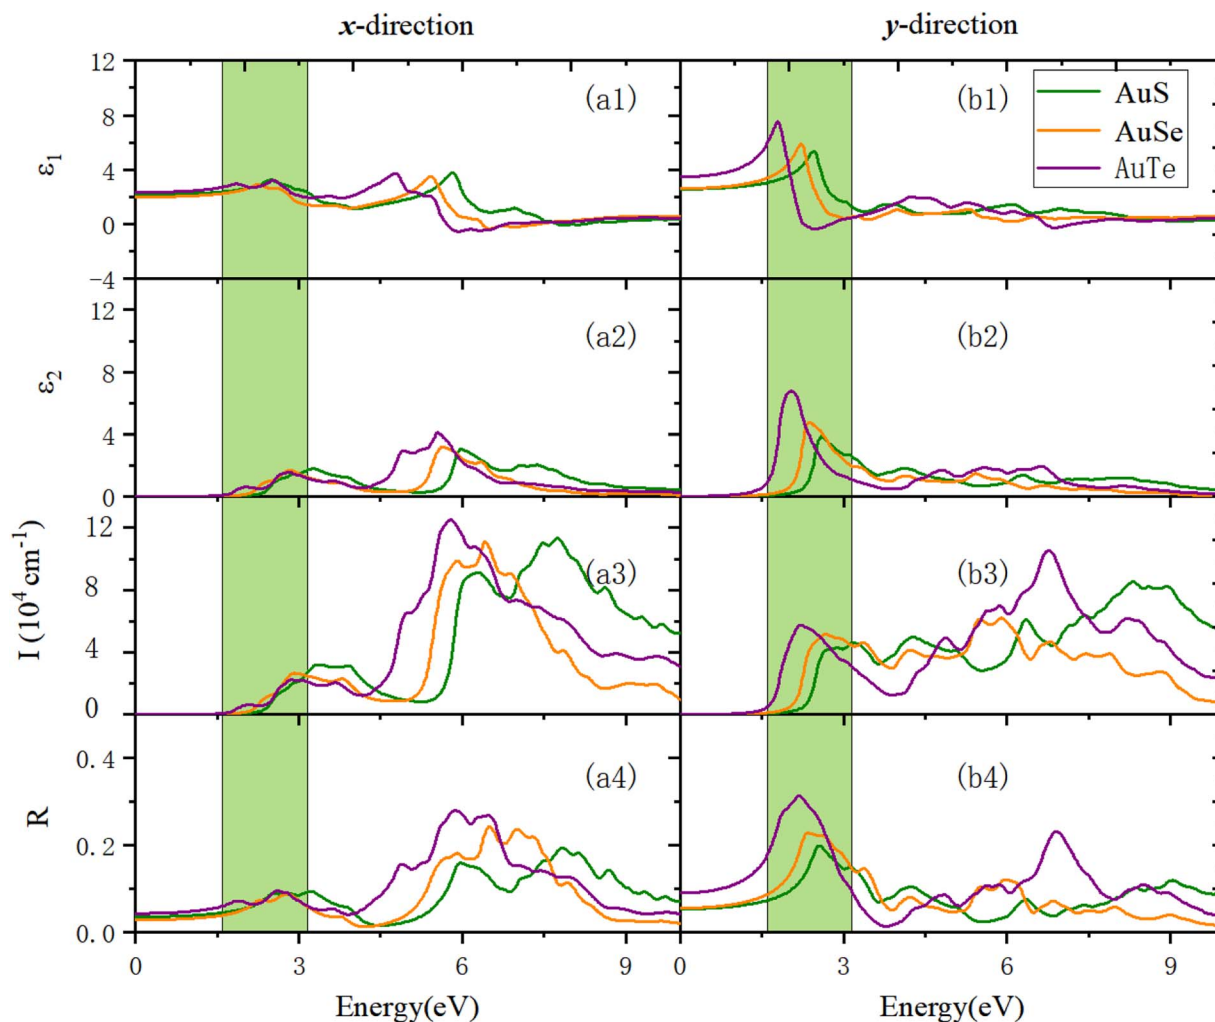 x-direction
y-direction
12
8
4
0
−4
ε1
(a1)
(b1)
AuS
AuSe
AuTe
12
8
4
0
ε2
(a2)
(b2)
12
8
4
0
I (10^4 cm^-1)
(a3)
(b3)
0.4
0.2
0.0
R
(a4)
(b4)
0
3
6
9
0
3
6
9
Energy(eV)
Energy(eV)